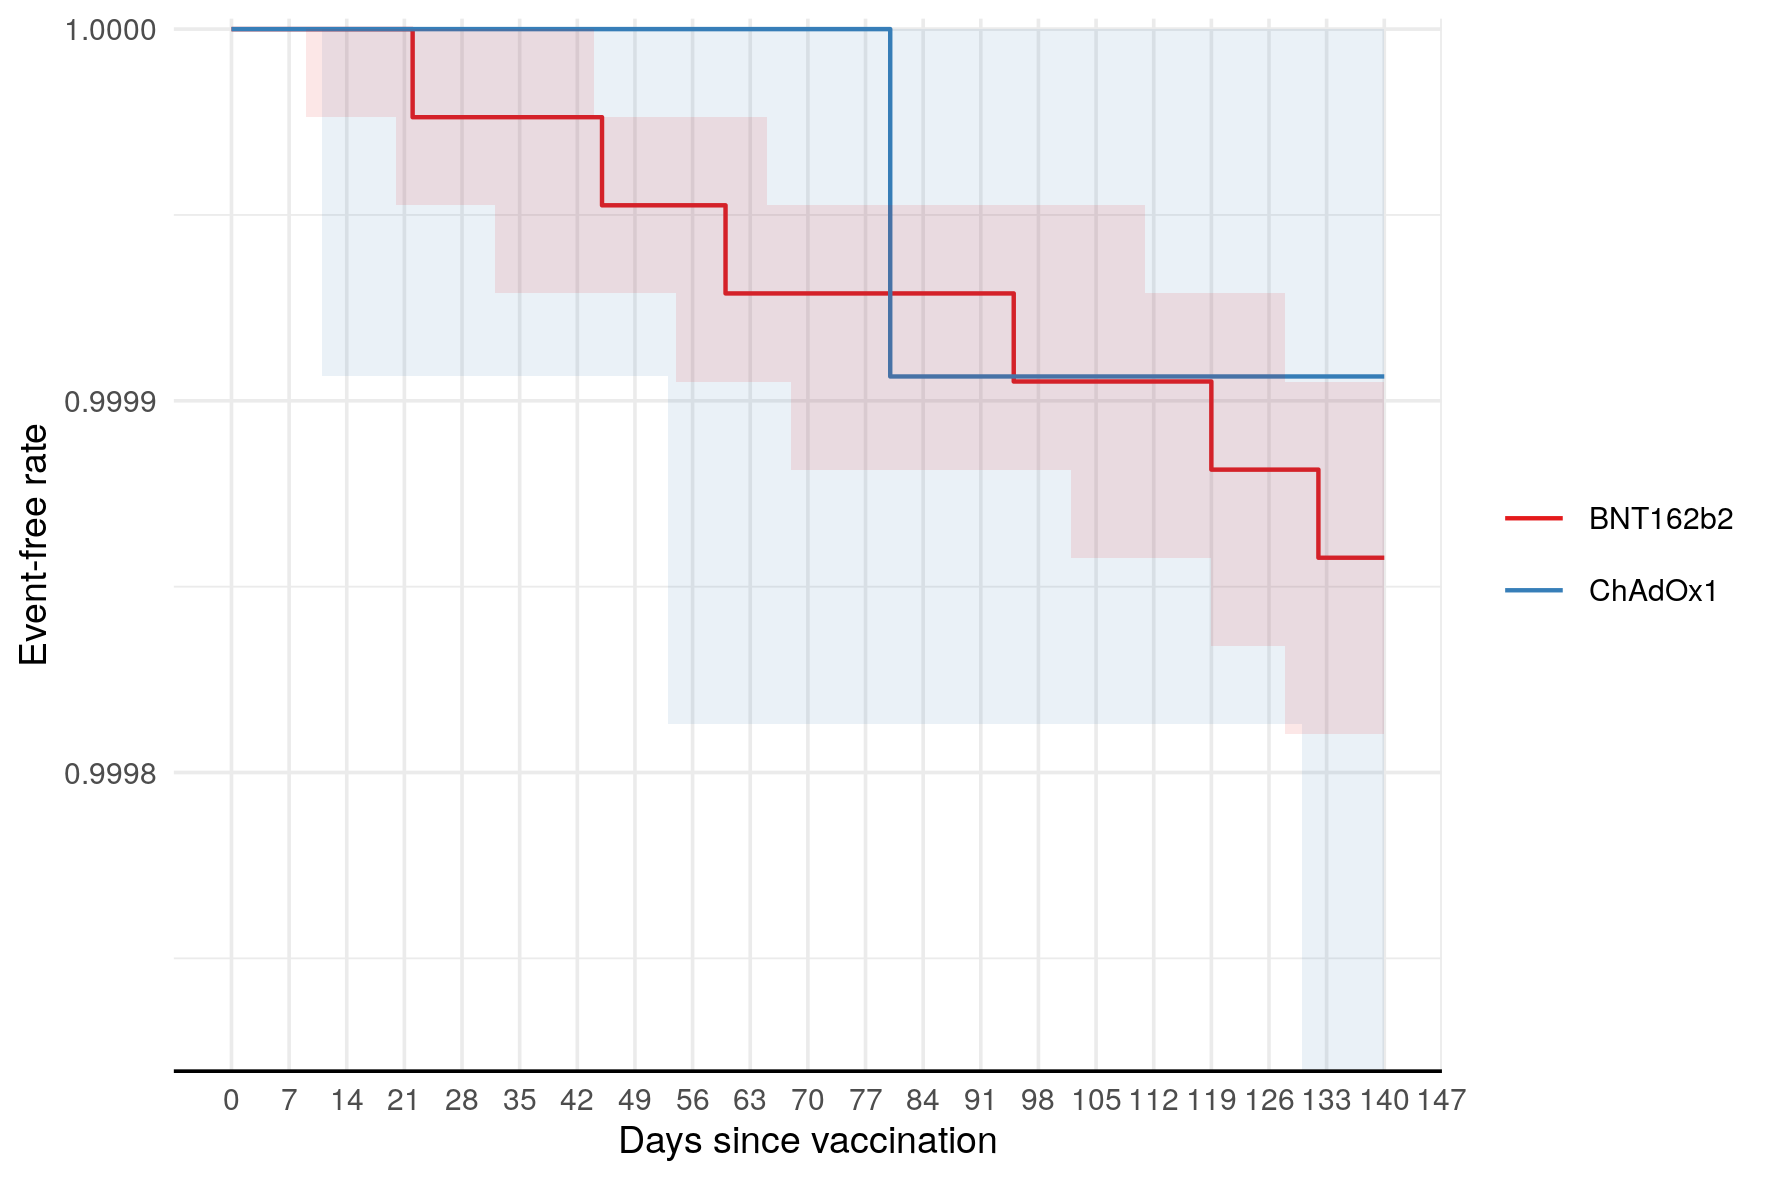 1.0000
0.9999
0.9998
Event-free rate
0 7 14 21 28 35 42 49 56 63 70 77 84 91 98 105 112 119 126 133 140 147
Days since vaccination
BNT162b2
ChAdOx1